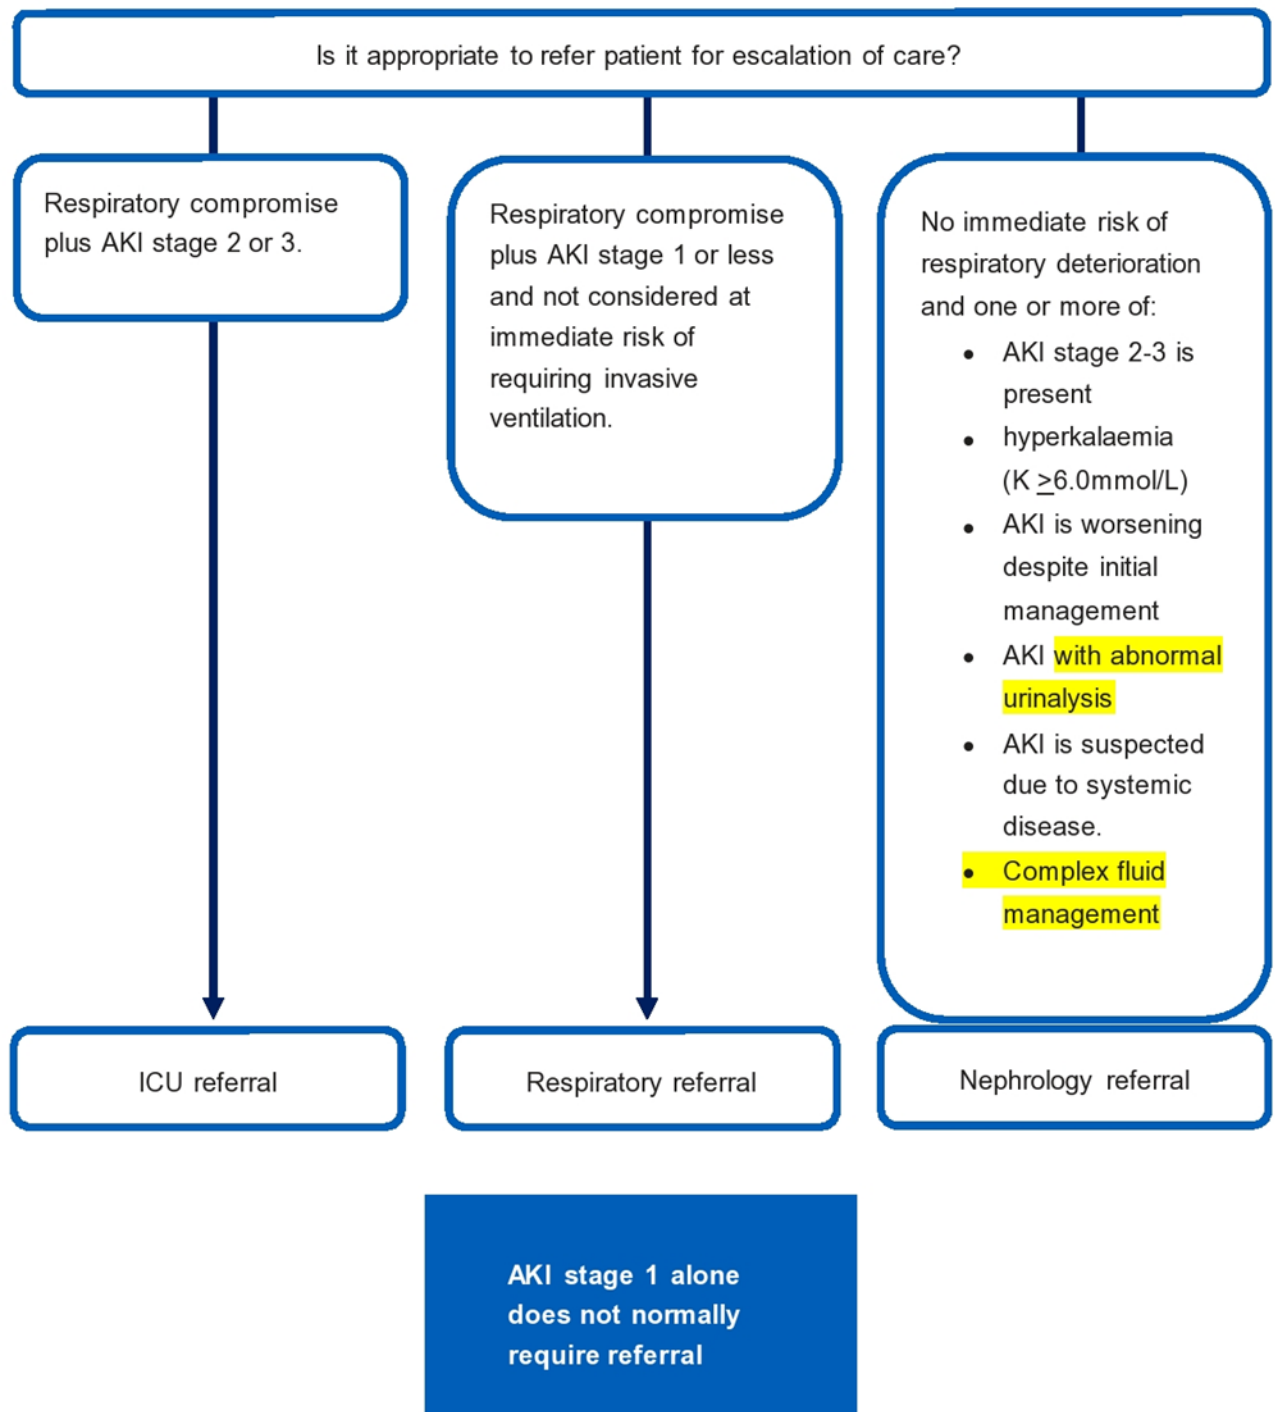 Is it appropriate to refer patient for escalation of care?
Respiratory compromise
plus AKI stage 2 or 3.
Respiratory compromise
plus AKI stage 1 or less
and not considered at
immediate risk of
requiring invasive
ventilation.
No immediate risk of
respiratory deterioration
and one or more of:
• AKI stage 2-3 is
present
• hyperkalaemia
(K ≥6.0mmol/L)
• AKI is worsening
despite initial
management
• AKI with abnormal
urinalysis
• AKI is suspected
due to systemic
disease.
• Complex fluid
management
ICU referral
Respiratory referral
Nephrology referral
AKI stage 1 alone
does not normally
require referral